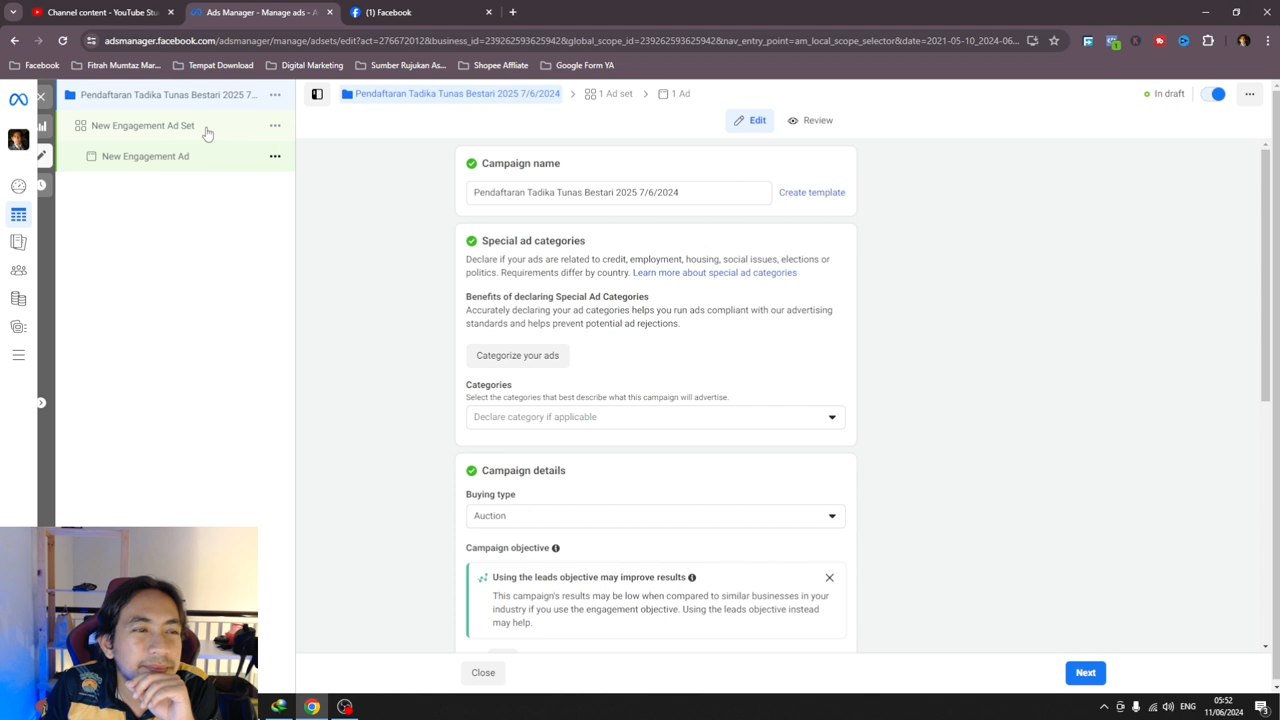 Channel content - YouTube
Ads Manager - Manage ads - A
(1) Facebook
adsmanager.facebook.com/adsmanager/manage/adsets/edit?act=276672012&business_id=239262593625942&global_scope_id=239262593625942&nav_entry_point=am_local_scope_selector&date=2021-05-10_2024-06...
Facebook
Fitrah Mumtaz Mar...
Tempat Download
Digital Marketing
Sumber Rujukan As...
Shopee Affliate
Google Form YA
Pendaftaran Tadika Tunas Bestari 2025 7...
New Engagement Ad Set
New Engagement Ad
Pendaftaran Tadika Tunas Bestari 2025 7/6/2024
1 Ad set
1 Ad
In draft
Edit
Review
Campaign name
Pendaftaran Tadika Tunas Bestari 2025 7/6/2024
Create template
Special ad categories
Declare if your ads are related to credit, employment, housing, social issues, elections or
politics. Requirements differ by country. Learn more about special ad categories
Benefits of declaring Special Ad Categories
Accurately declaring your ad categories helps you run ads compliant with our advertising
standards and helps prevent potential ad rejections.
Categorize your ads
Categories
Select the categories that best describe what this campaign will advertise.
Declare category if applicable
Campaign details
Buying type
Auction
Campaign objective
Using the leads objective may improve results
This campaign's results may be low when compared to similar businesses in your
industry if you use the engagement objective. Using the leads objective instead
may help.
Close
Next
ENG
05:52
11/06/2024
3